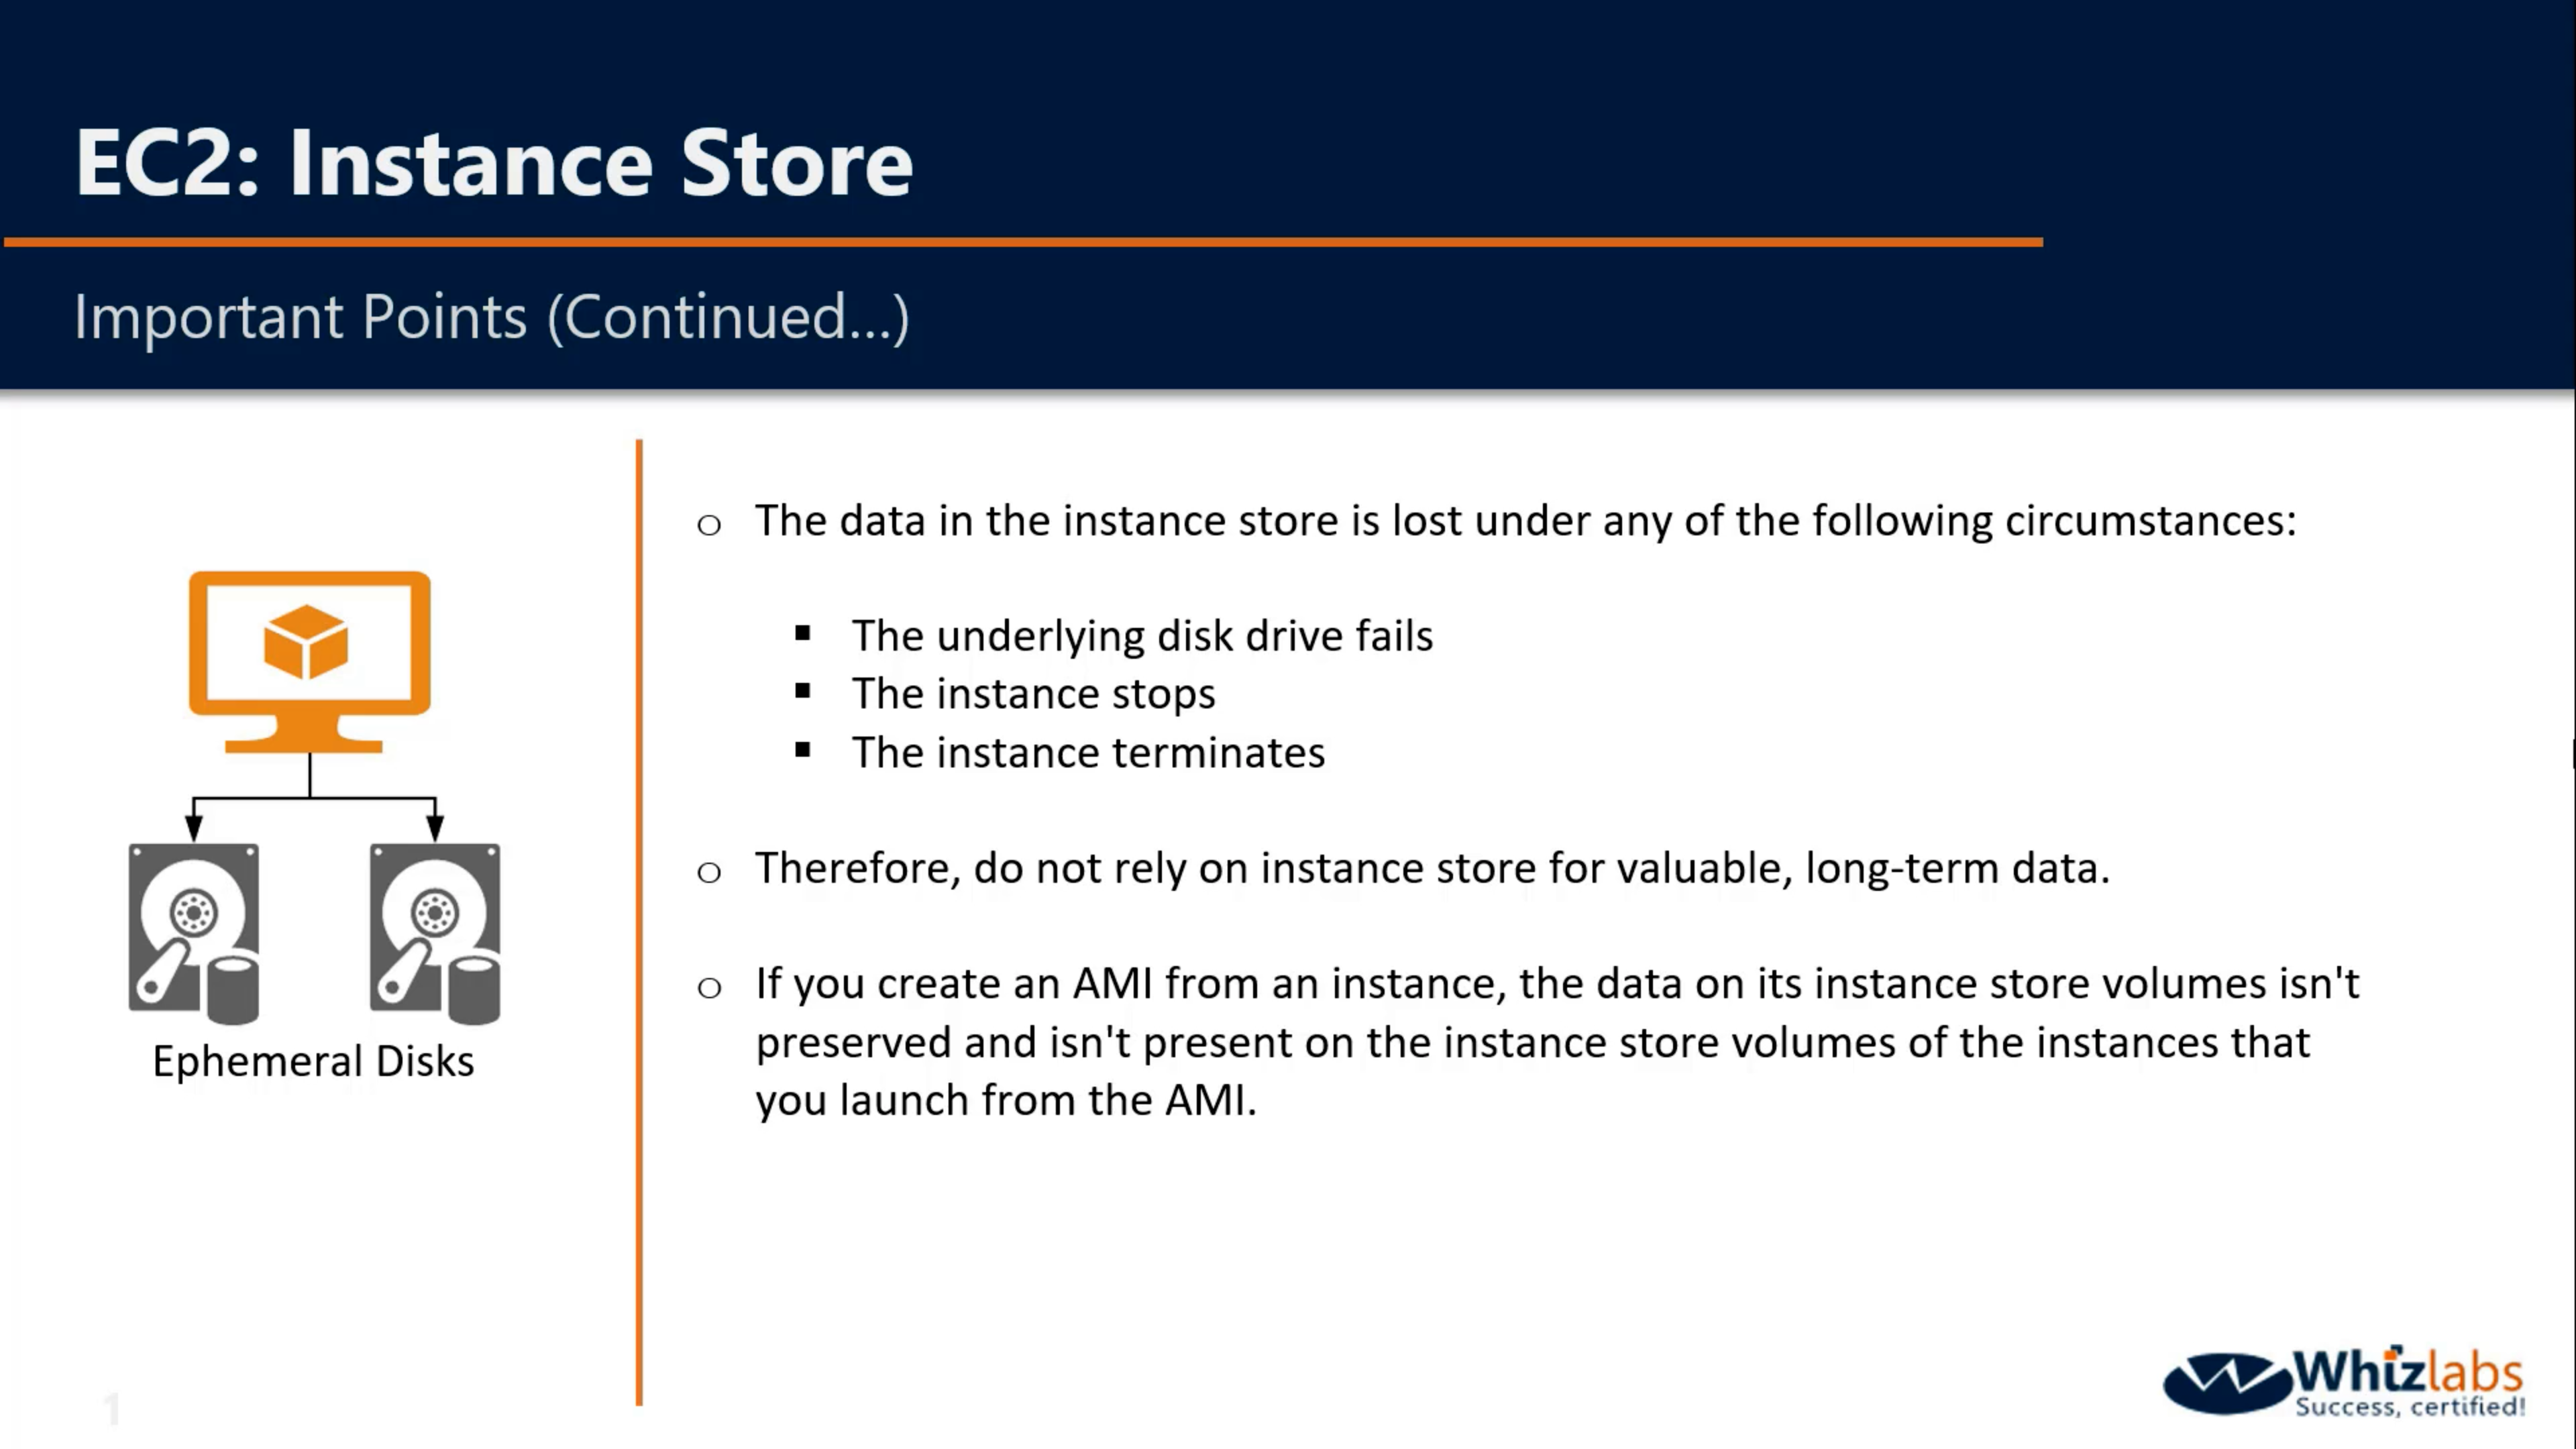 EC2: Instance Store
Important Points (Continued...)
The data in the instance store is lost under any of the following circumstances:
The underlying disk drive fails
The instance stops
The instance terminates
Therefore, do not rely on instance store for valuable, long-term data.
If you create an AMI from an instance, the data on its instance store volumes isn't
preserved and isn't present on the instance store volumes of the instances that
you launch from the AMI.
Ephemeral Disks
1
Whizlabs
Success, certified!